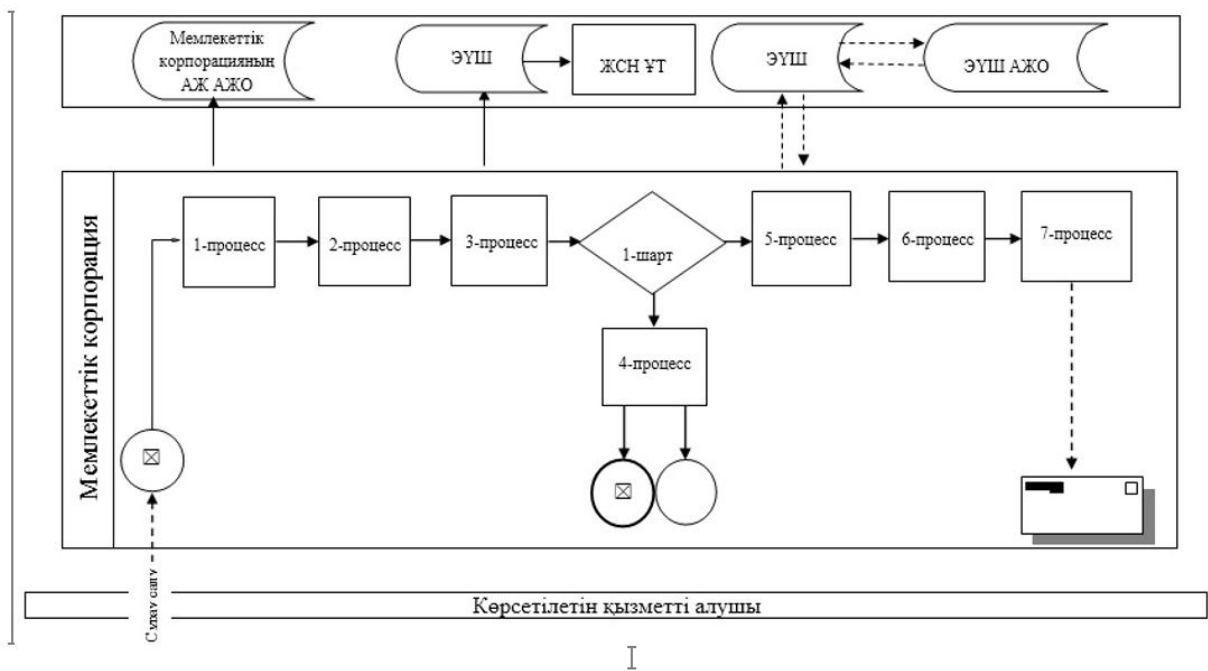 Мемлекеттік
корпорацияның
АЖ АЖО
ЭҮШ
ЖСН ҰТ
ЭҮШ
ЭҮШ АЖО
Мемлекеттік корпорация
1-процесс
2-процесс
3-процесс
1-шарт
5-процесс
6-процесс
7-процесс
4-процесс
Сұрау салу
Көрсетілетін қызметті алушы